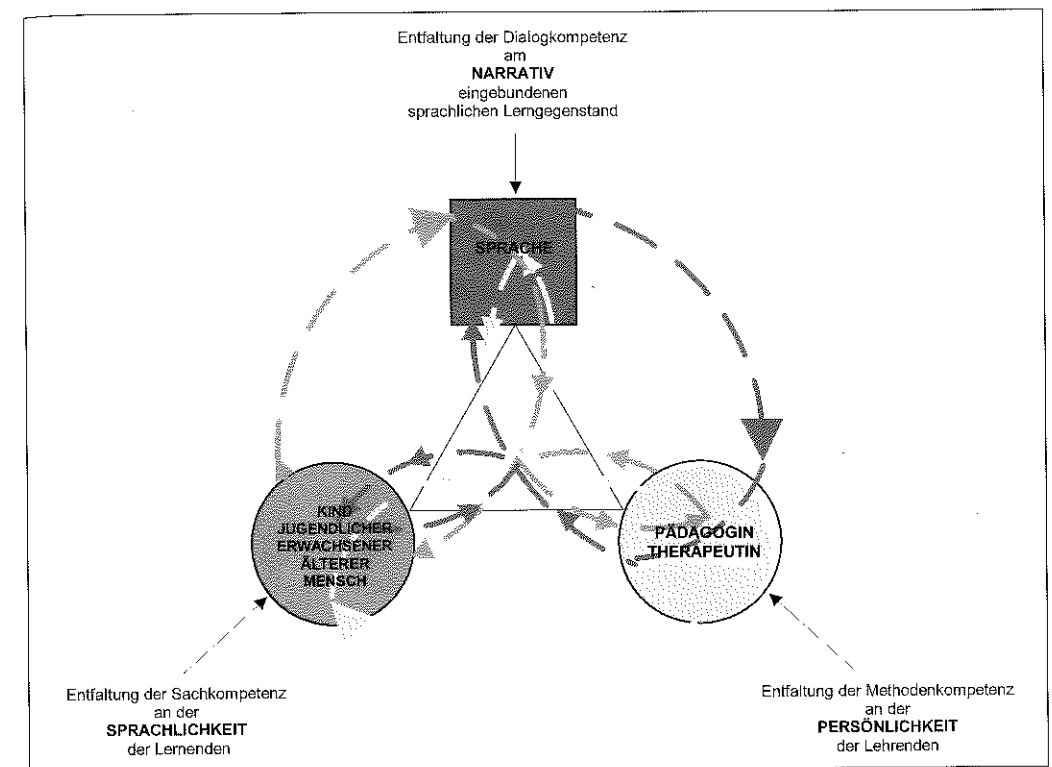 Entfaltung der Dialogkompetenz
am
NARRATIV
eingebundenen
sprachlichen Lerngegenstand
SPRACHE
KIND
JUGENDLICHER
ERWACHSENER
ÄLTERER
MENSCH
PÄDAGOGIN
THERAPEUTIN
Entfaltung der Sachkompetenz
an der
SPRACHLICHKEIT
der Lernenden
Entfaltung der Methodenkompetenz
an der
PERSÖNLICHKEIT
der Lehrenden